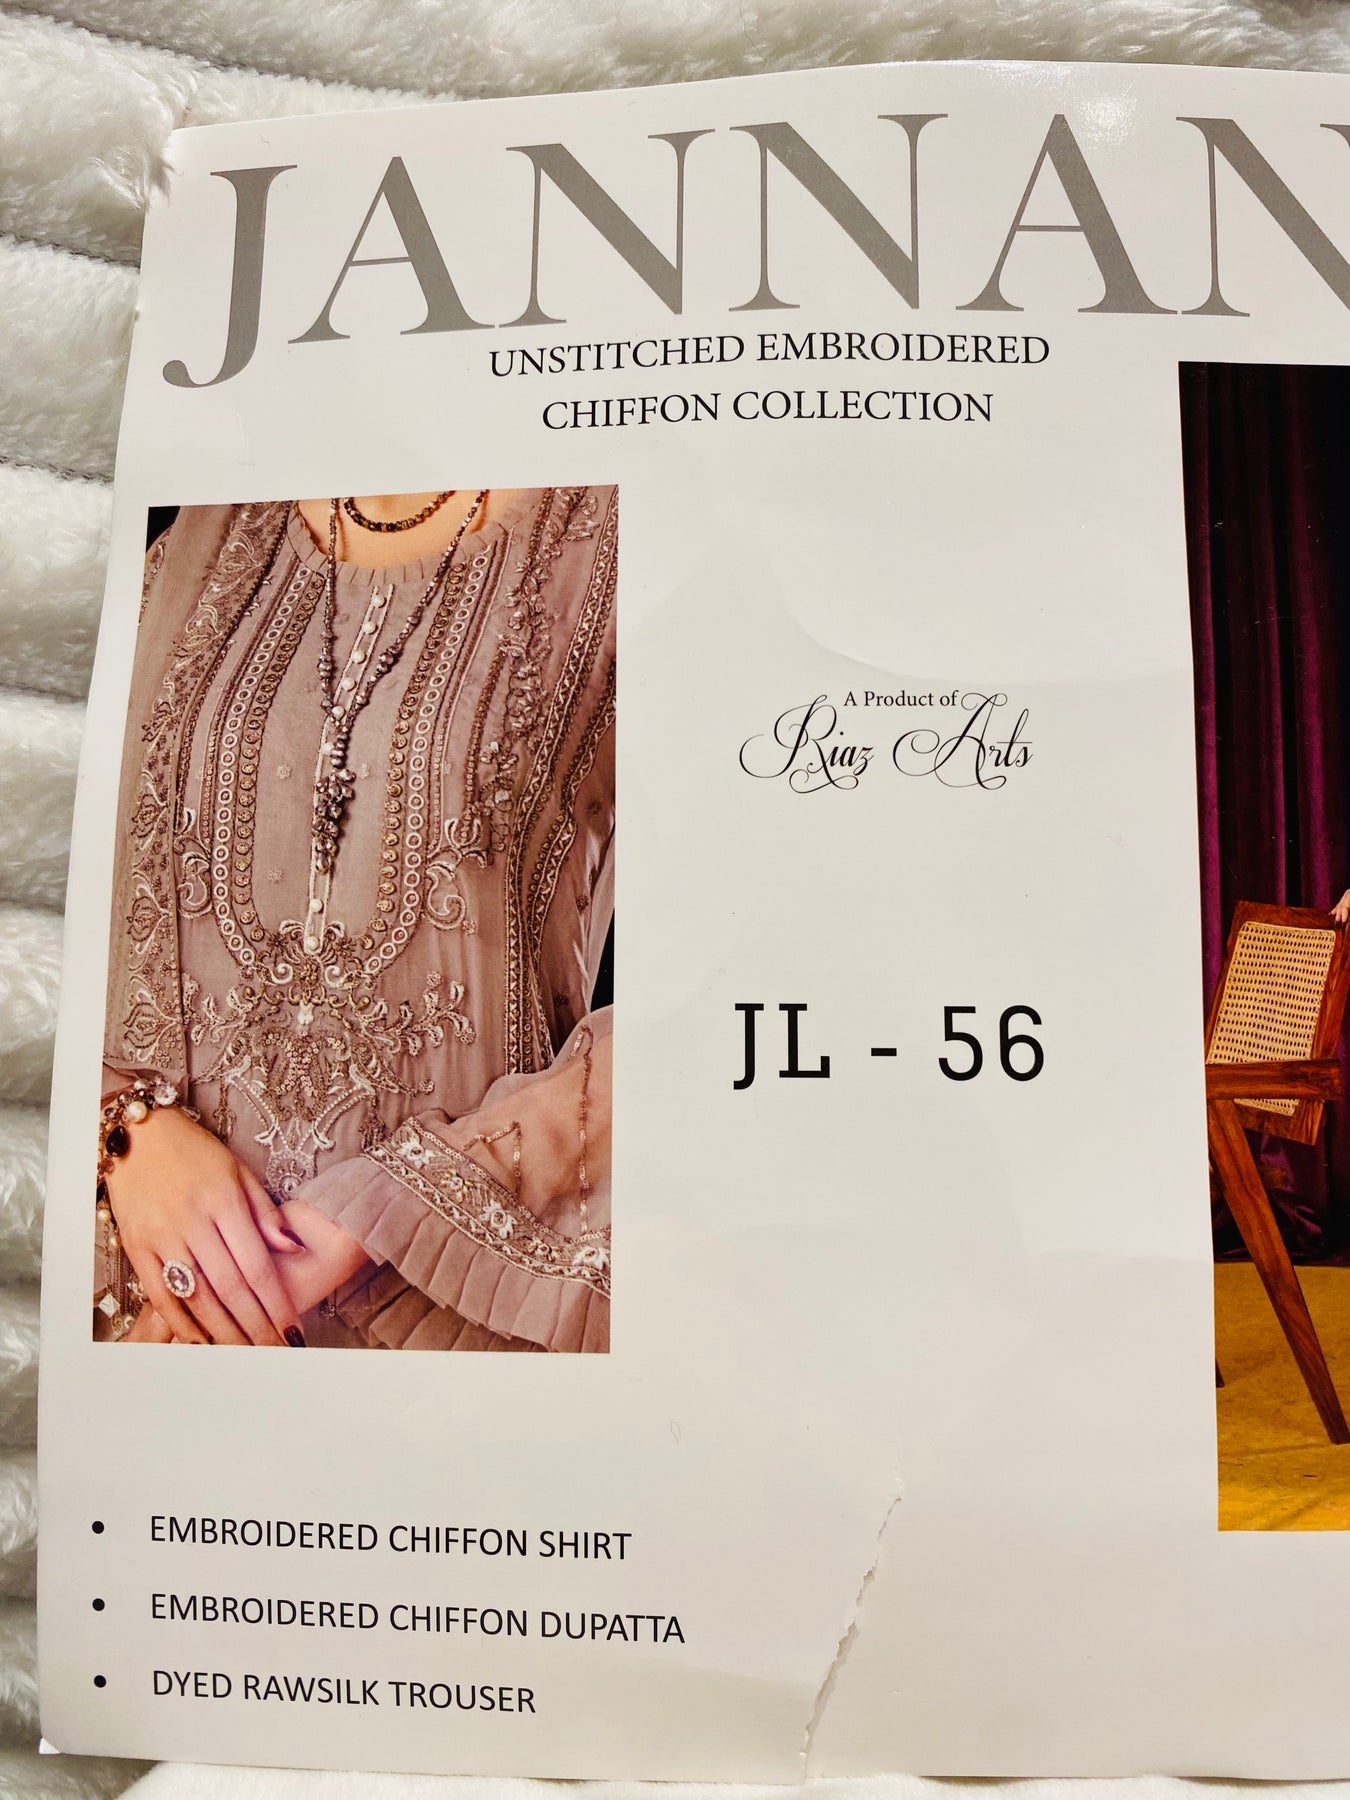 JANNAN
UNSTITCHED EMBROIDERED
CHIFFON COLLECTION
A Product of
Riaz Arts
JL - 56
• EMBROIDERED CHIFFON SHIRT
• EMBROIDERED CHIFFON DUPATTA
• DYED RAWSILK TROUSER